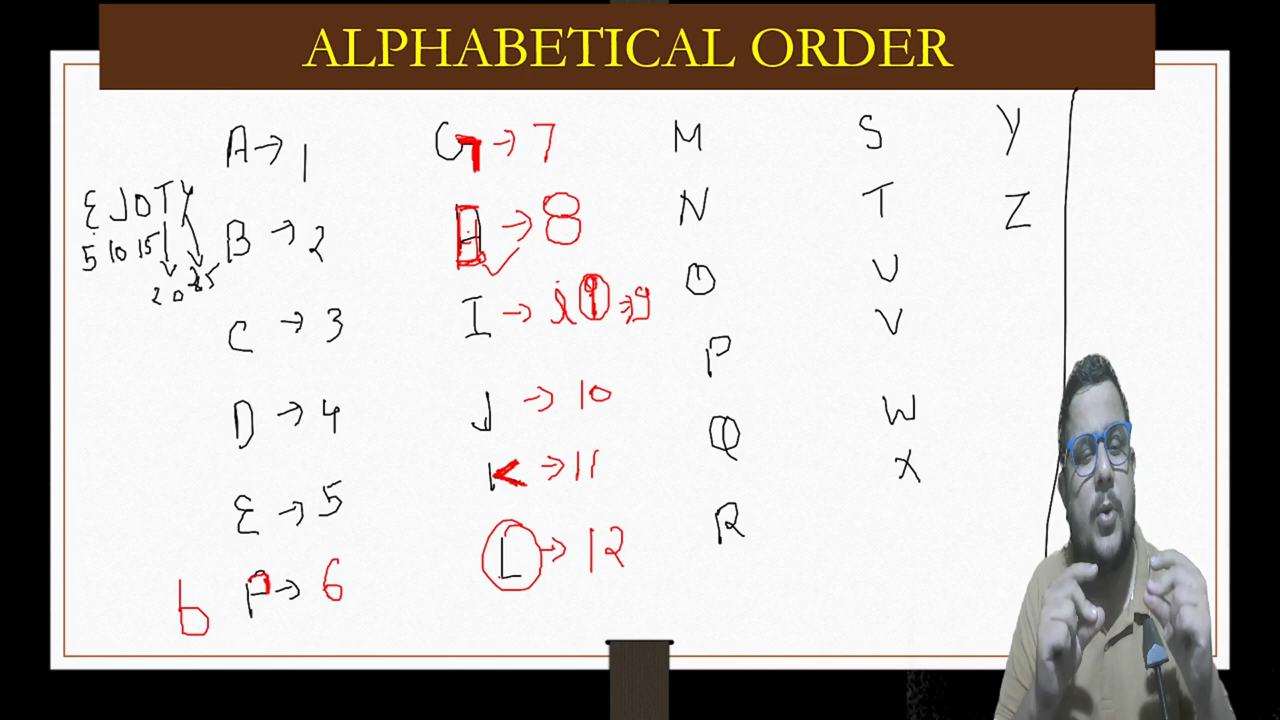 ALPHABETICAL ORDER
E J O T Y
5 10 15
20 25
A → 1
B → 2
C → 3
D → 4
E → 5
b
P → 6
G → 7
H → 8
I → i 9 → 9
J → 10
K → 11
L → 12
M
N
O
P
Q
R
S
T
U
V
W
X
Y
Z